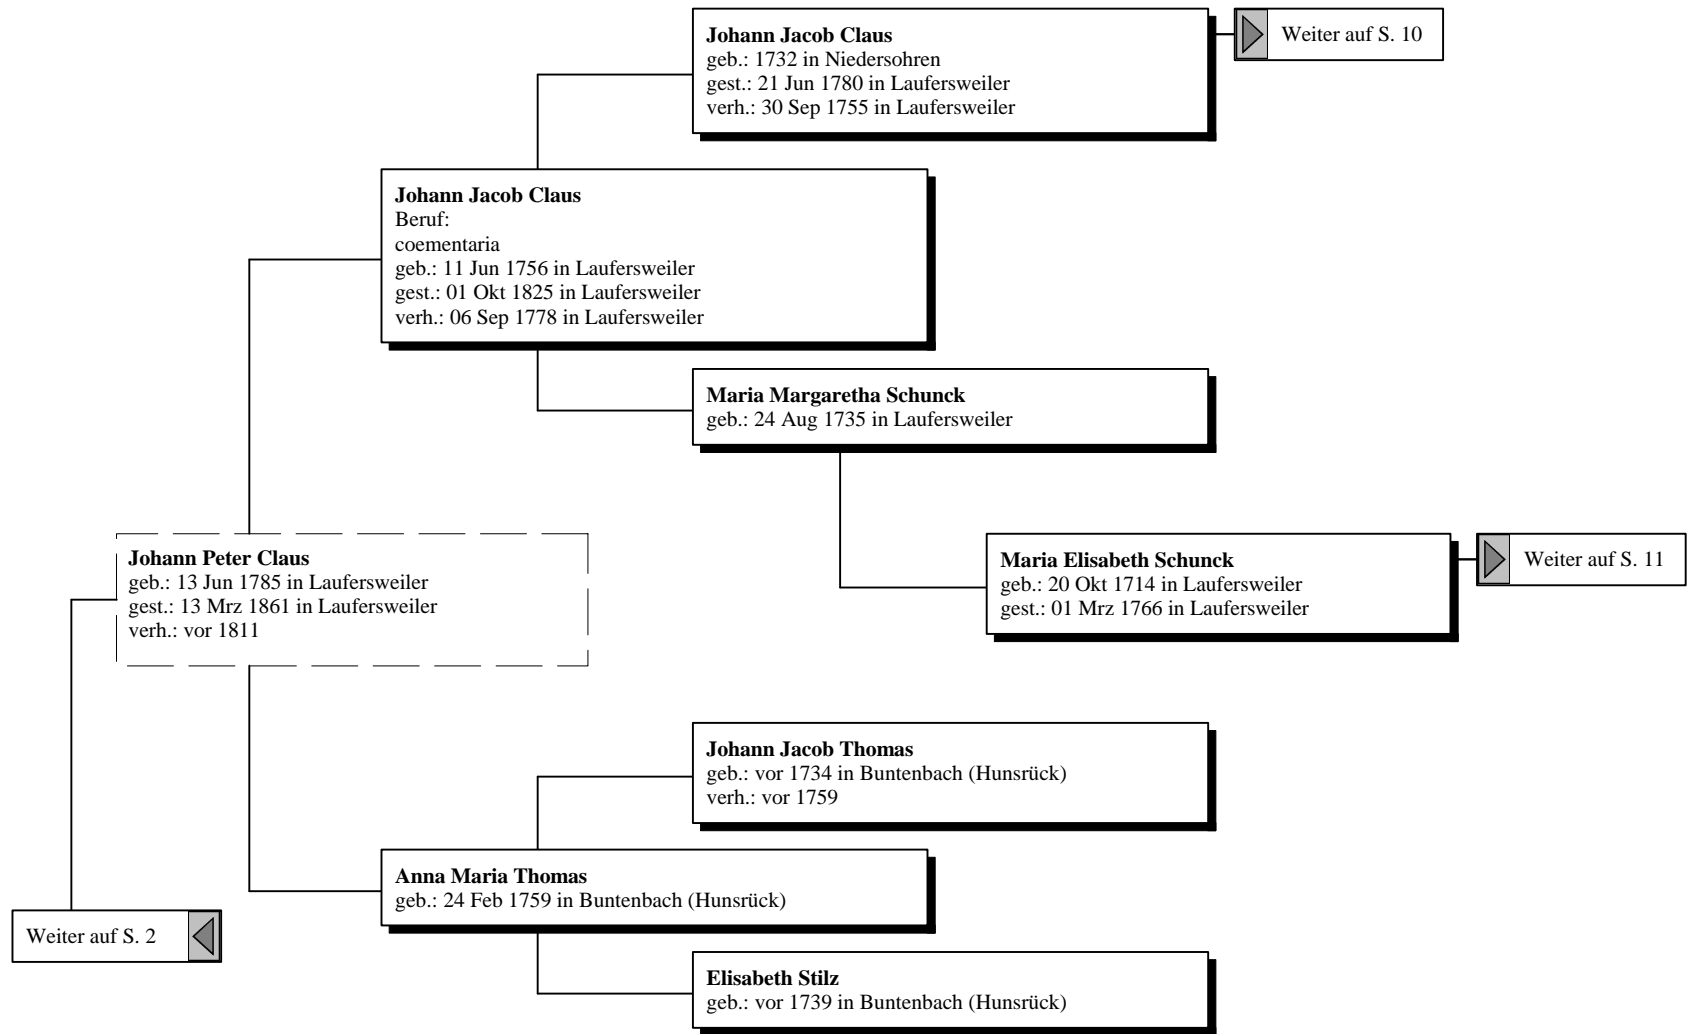 Johann Jacob Claus
geb.: 1732 in Niedersohren
gest.: 21 Jun 1780 in Laufersweiler
verh.: 30 Sep 1755 in Laufersweiler
Weiter auf S. 10
Johann Jacob Claus
Beruf:
coementaria
geb.: 11 Jun 1756 in Laufersweiler
gest.: 01 Okt 1825 in Laufersweiler
verh.: 06 Sep 1778 in Laufersweiler
Maria Margaretha Schunck
geb.: 24 Aug 1735 in Laufersweiler
Maria Elisabeth Schunck
geb.: 20 Okt 1714 in Laufersweiler
gest.: 01 Mrz 1766 in Laufersweiler
Weiter auf S. 11
Johann Peter Claus
geb.: 13 Jun 1785 in Laufersweiler
gest.: 13 Mrz 1861 in Laufersweiler
verh.: vor 1811
Johann Jacob Thomas
geb.: vor 1734 in Buntenbach (Hunsrück)
verh.: vor 1759
Anna Maria Thomas
geb.: 24 Feb 1759 in Buntenbach (Hunsrück)
Weiter auf S. 2
Elisabeth Stilz
geb.: vor 1739 in Buntenbach (Hunsrück)